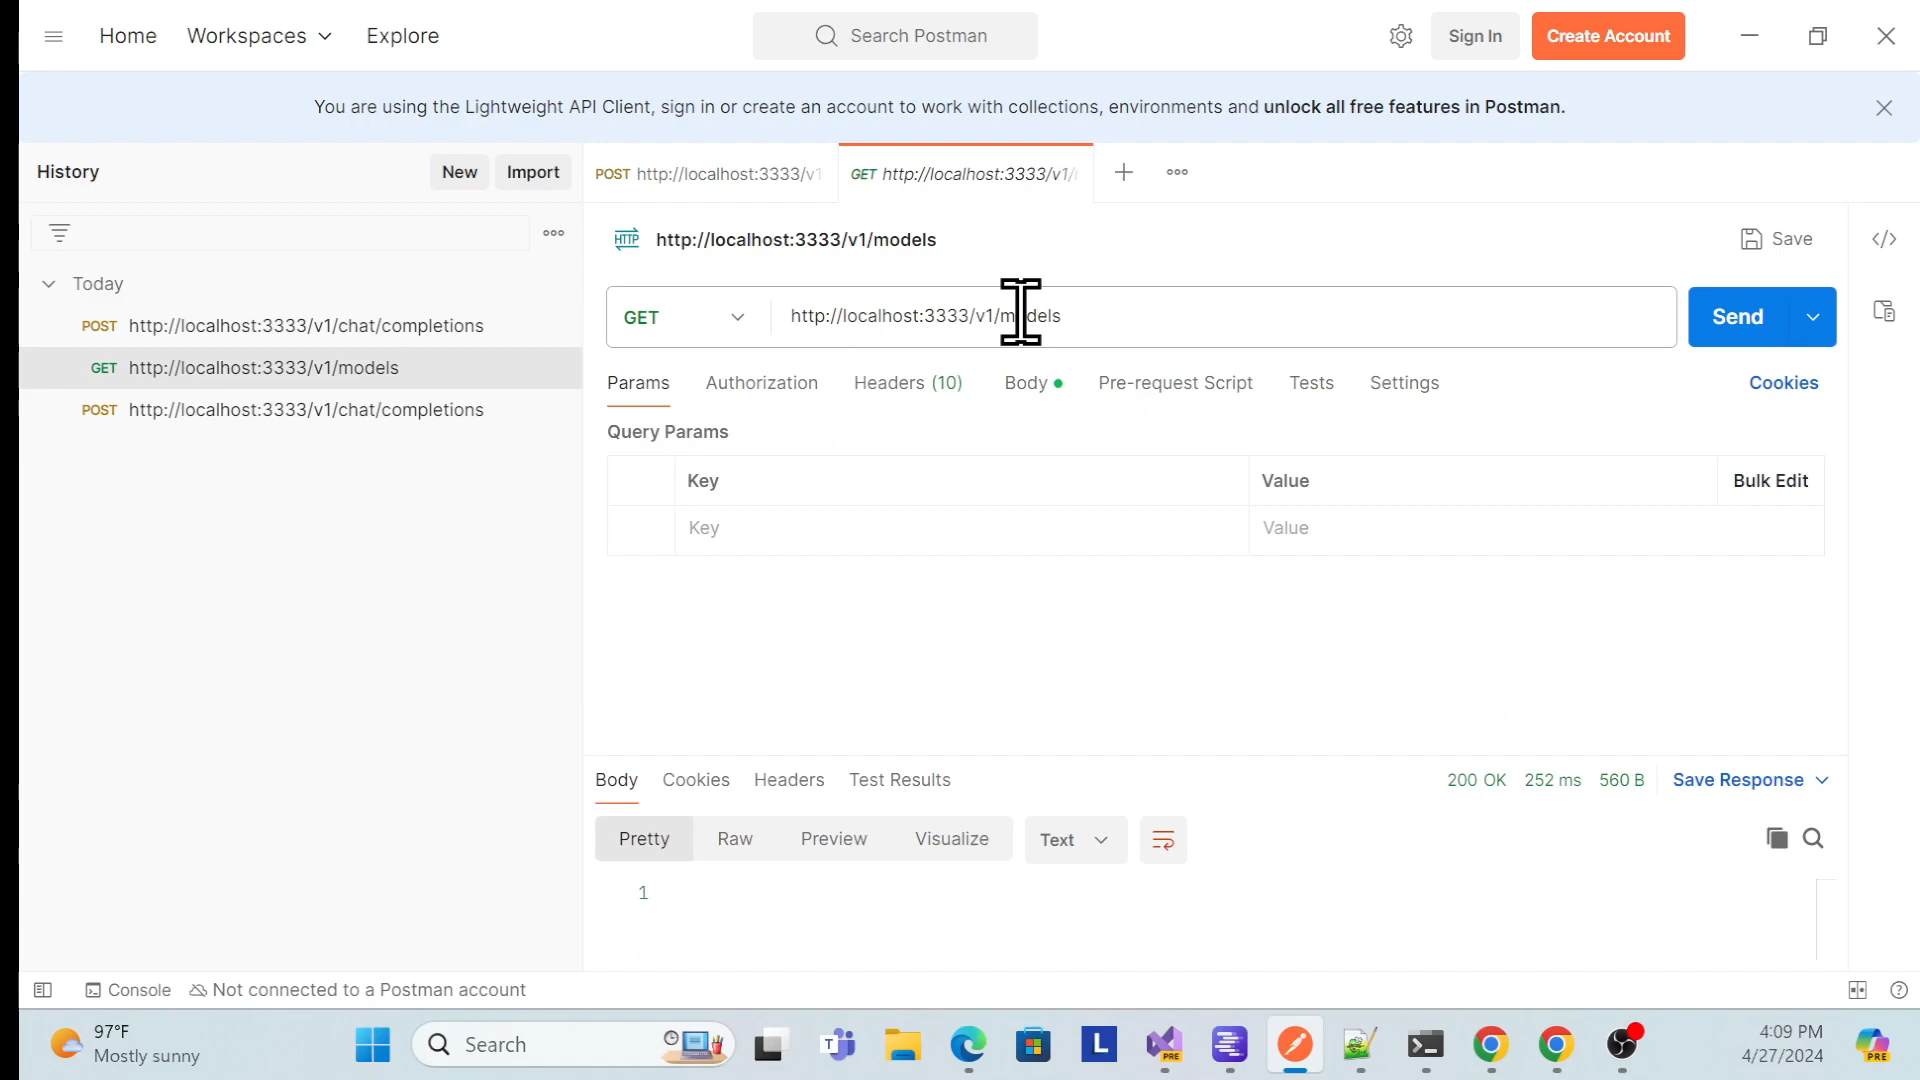 Home Workspaces Explore Search Postman Sign In Create Account
You are using the Lightweight API Client, sign in or create an account to work with collections, environments and unlock all free features in Postman.
History New Import
POST http://localhost:3333/v1 GET http://localhost:3333/v1/
HTTP http://localhost:3333/v1/models Save
Today
POST http://localhost:3333/v1/chat/completions
GET http://localhost:3333/v1/models
POST http://localhost:3333/v1/chat/completions
GET http://localhost:3333/v1/models Send
Params Authorization Headers (10) Body Pre-request Script Tests Settings Cookies
Query Params
Key Value Bulk Edit
Key Value
Body Cookies Headers Test Results 200 OK 252 ms 560 B Save Response
Pretty Raw Preview Visualize Text
1
Console Not connected to a Postman account
97°F
Mostly sunny
Search
T
L
PRE
4:09 PM
4/27/2024
PRE